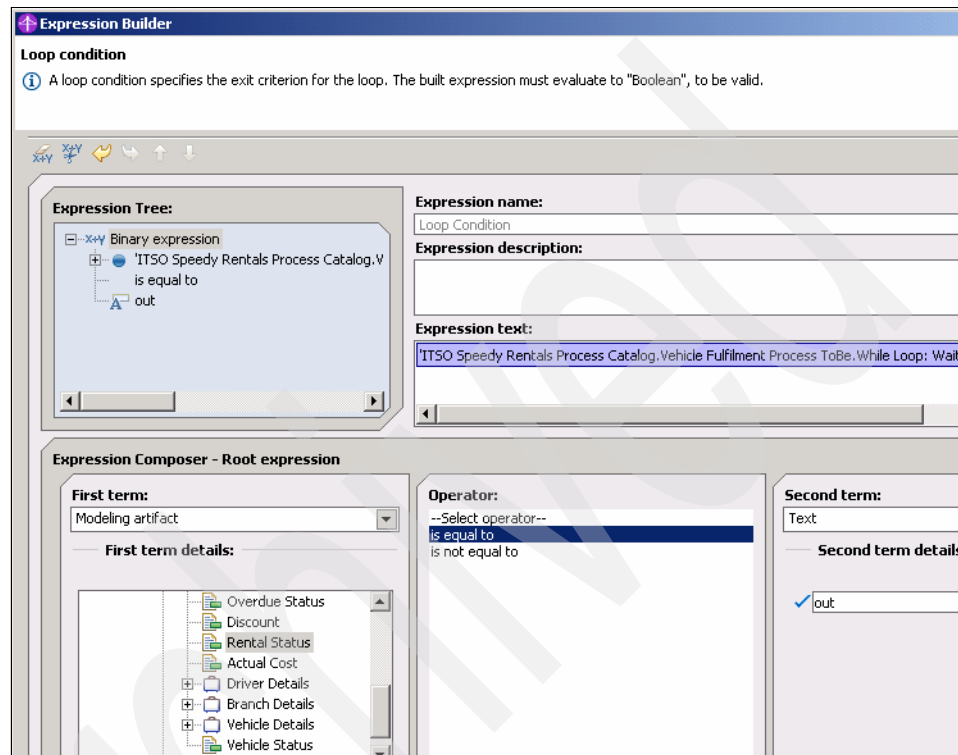 Expression Builder
Loop condition
A loop condition specifies the exit criterion for the loop. The built expression must evaluate to "Boolean", to be valid.
Expression Tree:
Binary expression
'ITSO Speedy Rentals Process Catalog.V
is equal to
out
Expression name:
Loop Condition
Expression description:
Expression text:
'ITSO Speedy Rentals Process Catalog.Vehicle Fulfilment Process ToBe.While Loop: Wait
Expression Composer - Root expression
First term:
Modeling artifact
First term details:
Overdue Status
Discount
Rental Status
Actual Cost
Driver Details
Branch Details
Vehicle Details
Vehicle Status
Operator:
--Select operator--
is equal to
is not equal to
Second term:
Text
Second term details
out